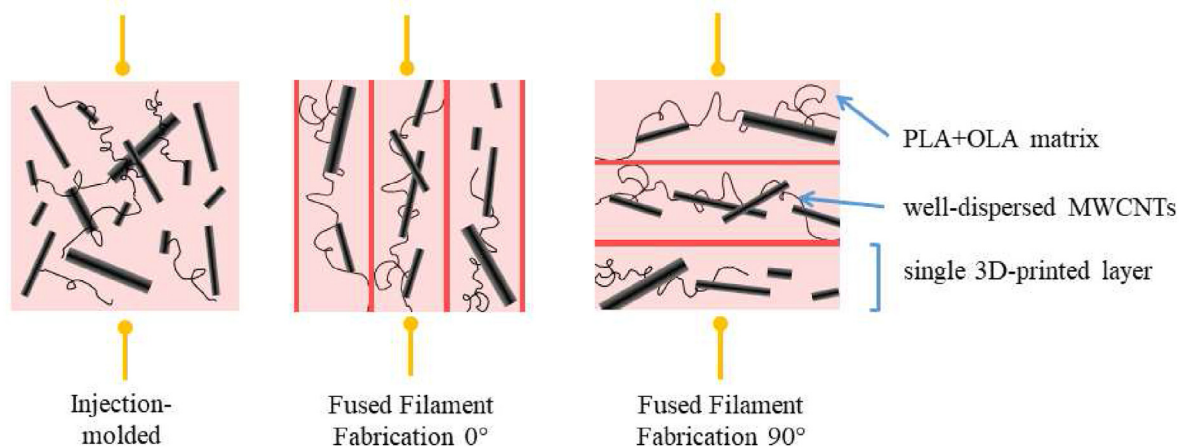 PLA+OLA matrix
well-dispersed MWCNTs
single 3D-printed layer
Injection-
molded
Fused Filament
Fabrication 0°
Fused Filament
Fabrication 90°